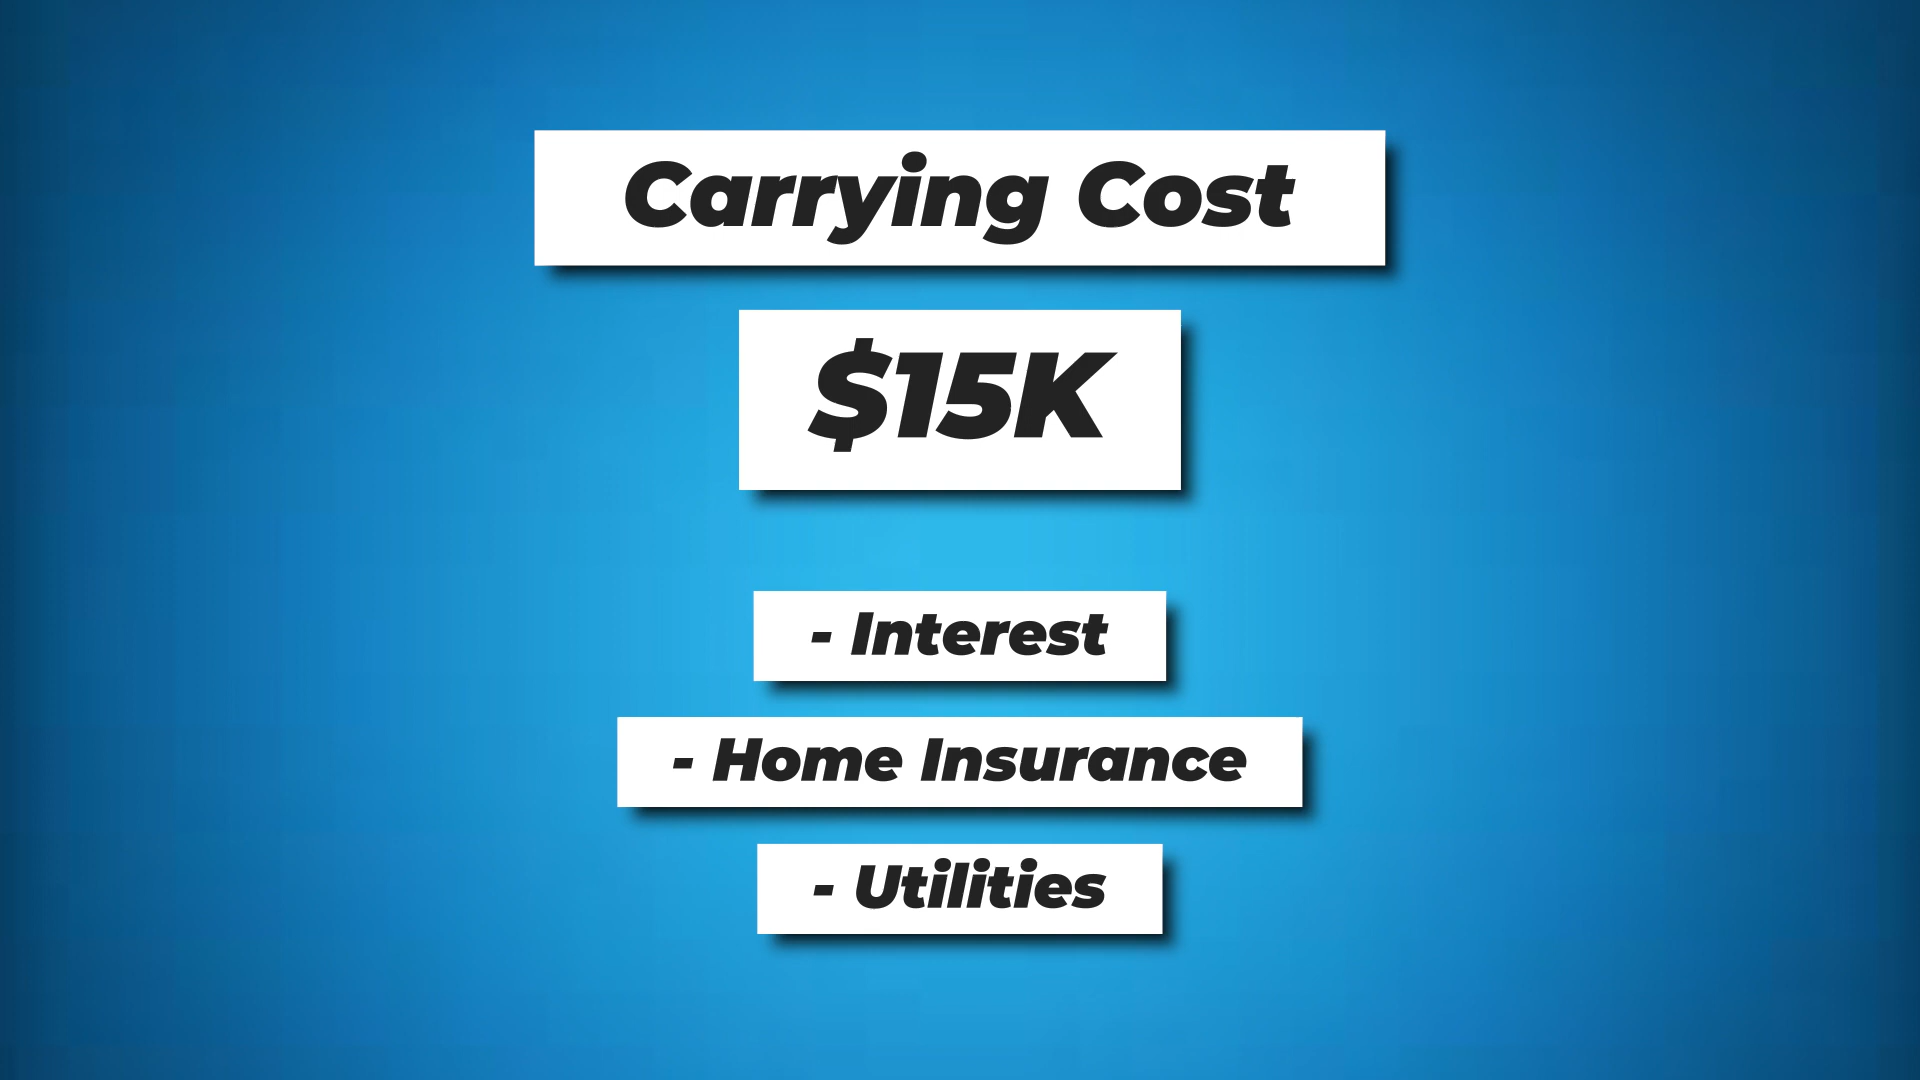 Carrying Cost
$15K
- Interest
- Home Insurance
- Utilities